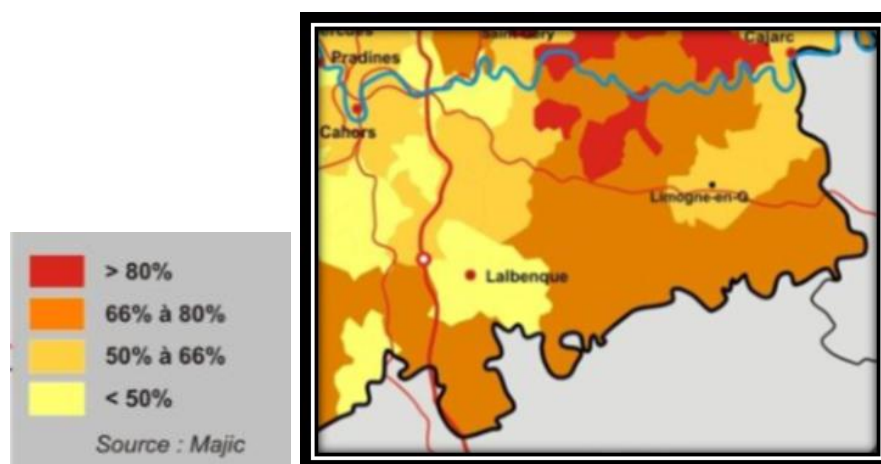 > 80%
66% à 80%
50% à 66%
< 50%
Source : Majic
Pradines
Cajarc
Cahors
Limogne-en-Q.
Lalbenque